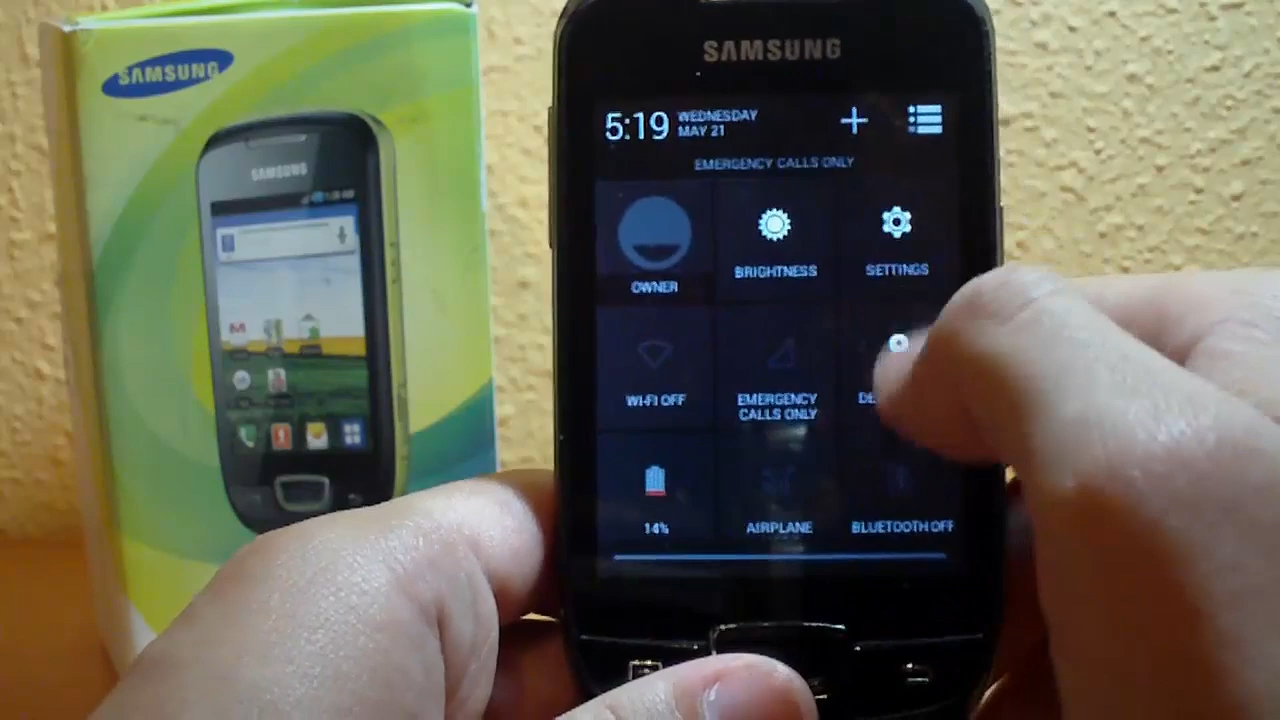 SAMSUNG
SAMSUNG
SAMSUNG
5:19
WEDNESDAY
MAY 21
EMERGENCY CALLS ONLY
OWNER
BRIGHTNESS
SETTINGS
WI-FI OFF
EMERGENCY
CALLS ONLY
14%
AIRPLANE
BLUETOOTH OFF